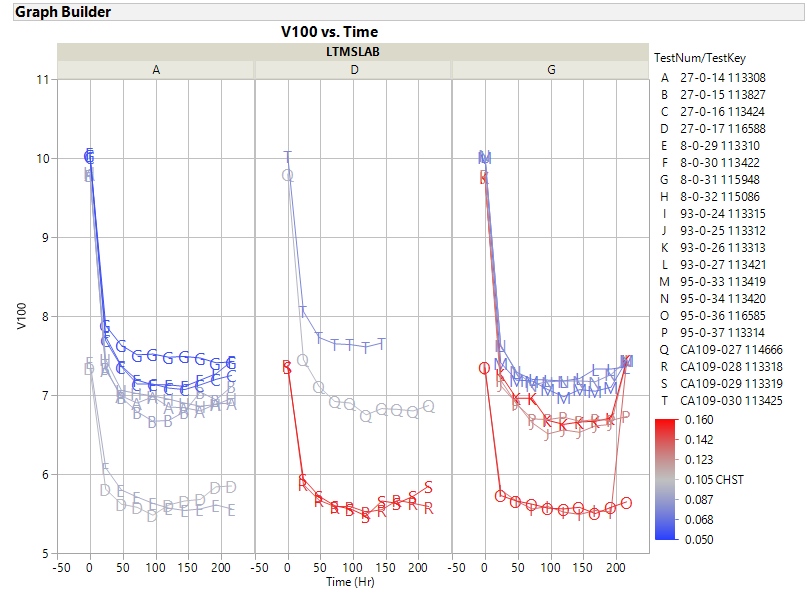 Graph Builder
V100 vs. Time
LTMSLAB
A D G
V100
11
10
9
8
7
6
5
-50 0 50 100 150 200 -50 0 50 100 150 200 -50 0 50 100 150 200
Time (Hr)
TestNum/TestKey
A 27-0-14 113308
B 27-0-15 113827
C 27-0-16 113424
D 27-0-17 116588
E 8-0-29 113310
F 8-0-30 113422
G 8-0-31 115948
H 8-0-32 115086
I 93-0-24 113315
J 93-0-25 113312
K 93-0-26 113313
L 93-0-27 113421
M 95-0-33 113419
N 95-0-34 113420
O 95-0-36 116585
P 95-0-37 113314
Q CA109-027 114666
R CA109-028 113318
S CA109-029 113319
T CA109-030 113425
0.160
0.142
0.123
0.105 CHST
0.087
0.068
0.050